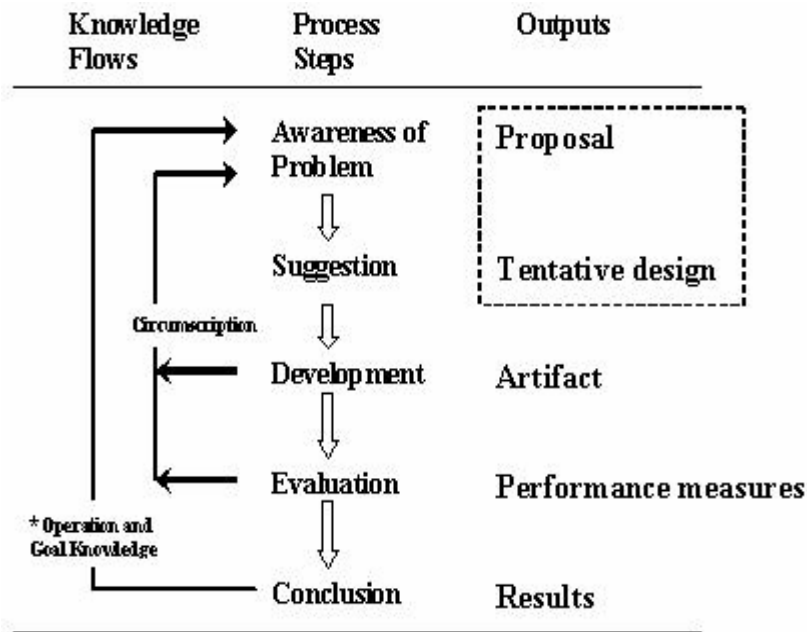 Knowledge
Flows
Process
Steps
Outputs
Awareness of
Problem
Proposal
Suggestion
Tentative design
Circumscription
Development
Artifact
Evaluation
Performance measures
* Operation and
Goal Knowledge
Conclusion
Results